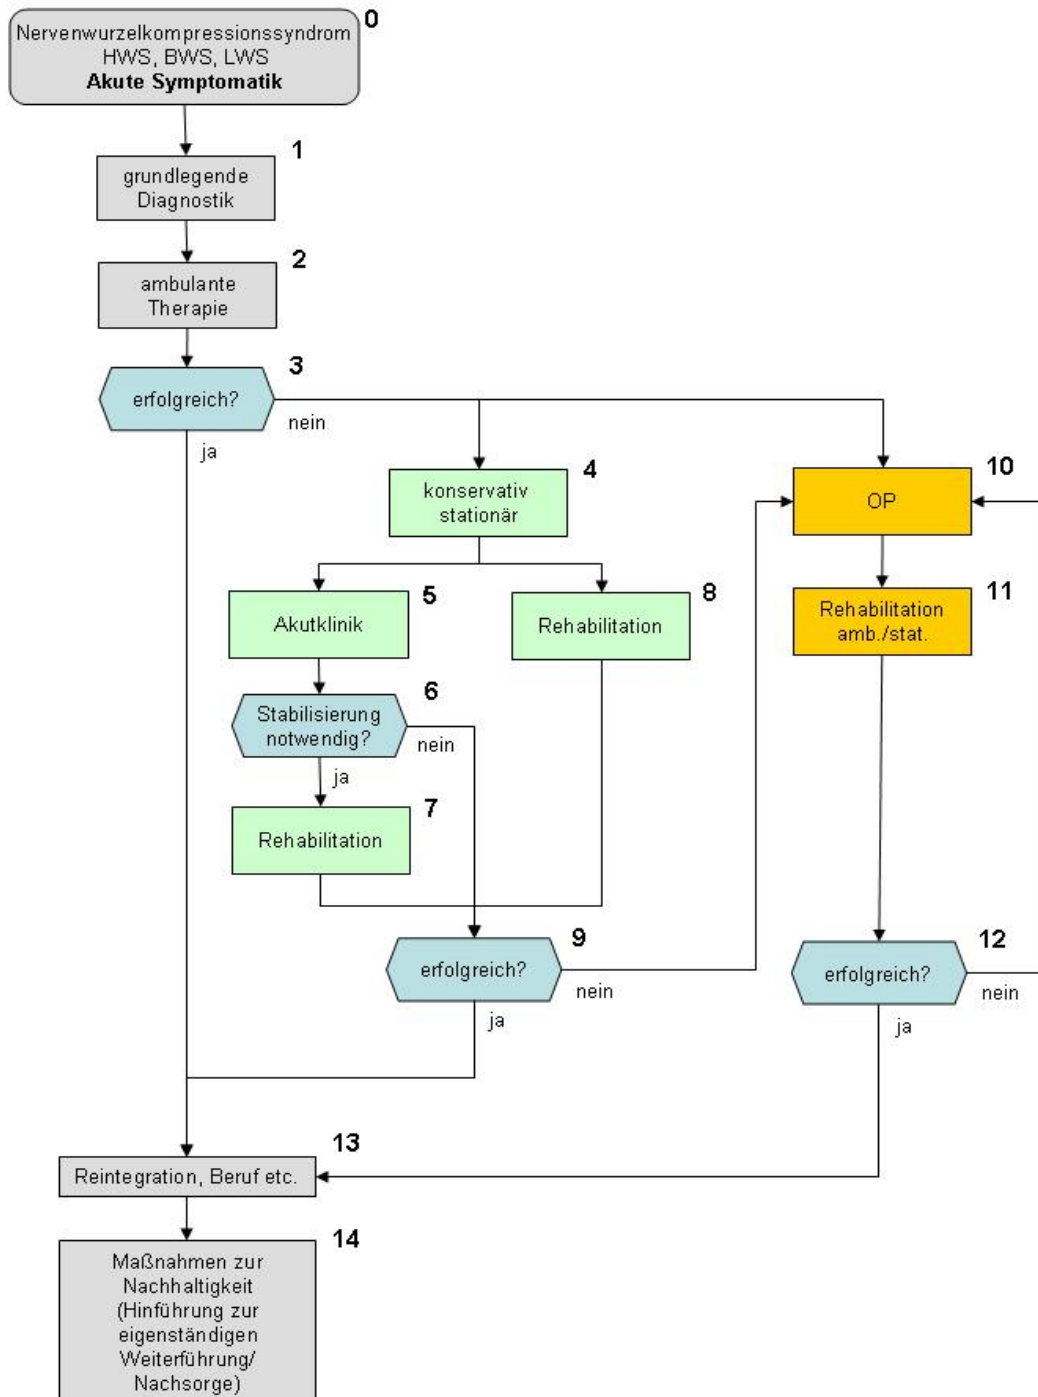 0
Nervenwurzelkompressionssyndrom
HWS, BWS, LWS
Akute Symptomatik
1
grundlegende
Diagnostik
2
ambulante
Therapie
3
erfolgreich?
nein
ja
4
konservativ
stationär
10
OP
5
Akutklinik
8
Rehabilitation
11
Rehabilitation
amb./stat.
6
Stabilisierung
notwendig?
nein
ja
7
Rehabilitation
9
erfolgreich?
nein
ja
12
erfolgreich?
nein
ja
13
Reintegration, Beruf etc.
14
Maßnahmen zur
Nachhaltigkeit
(Hinführung zur
eigenständigen
Weiterführung/
Nachsorge)